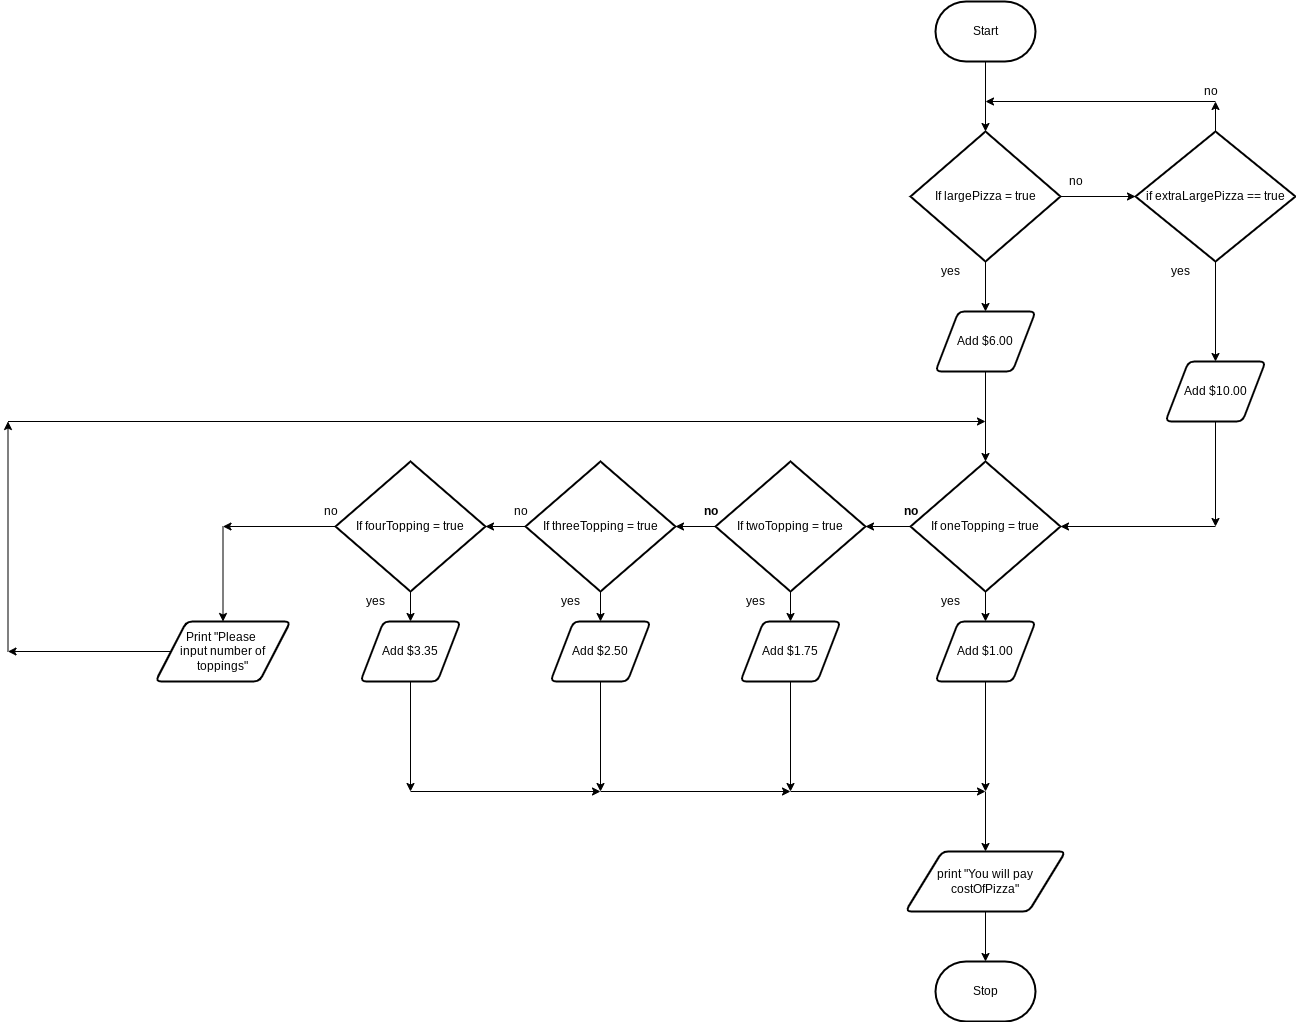 Start
no
If largePizza = true
no
if extraLargePizza == true
yes
yes
Add $6.00
Add $10.00
no
If fourTopping = true
no
If threeTopping = true
no
If twoTopping = true
no
If oneTopping = true
yes
yes
yes
yes
Print "Please
input number of
toppings"
Add $3.35
Add $2.50
Add $1.75
Add $1.00
print "You will pay
costOfPizza"
Stop